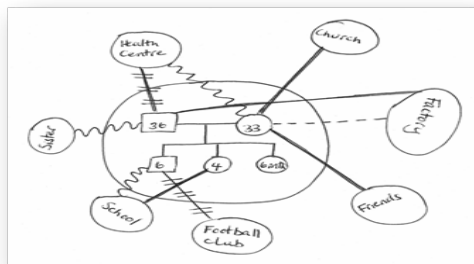 Health
Centre
Church
Factory
Sister
36
33
6
4
6mth
School
Football
club
Friends